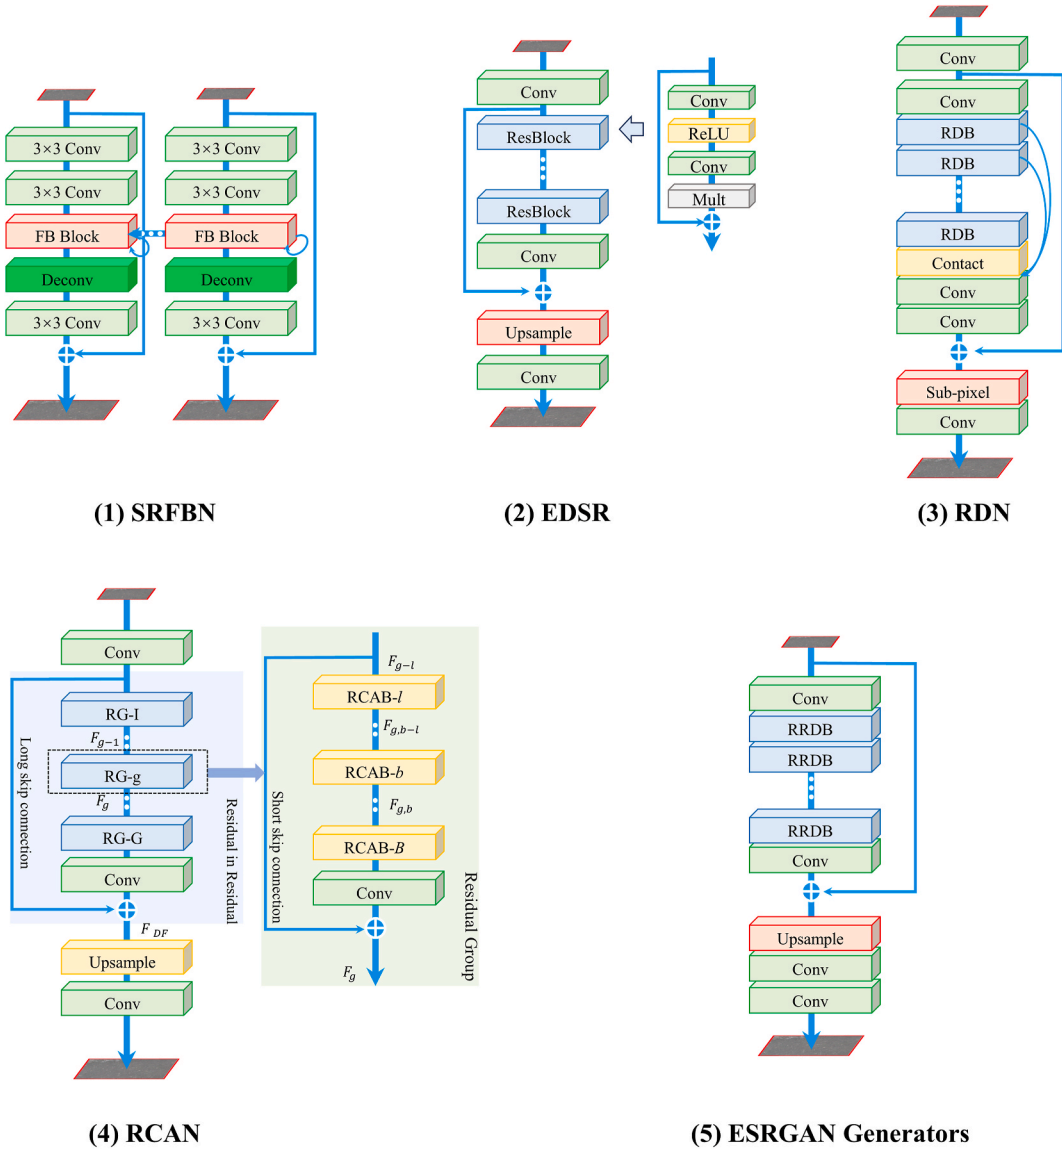 3×3 Conv
3×3 Conv
FB Block
Deconv
3×3 Conv
3×3 Conv
3×3 Conv
FB Block
Deconv
3×3 Conv
(1) SRFBN
Conv
ResBlock
ResBlock
Conv
Upsample
Conv
Conv
ReLU
Conv
Mult
(2) EDSR
Conv
Conv
RDB
RDB
RDB
Contact
Conv
Conv
Sub-pixel
Conv
(3) RDN
Conv
RG-I
F_{g-1}
RG-g
F_g
RG-G
Conv
F_{DF}
Upsample
Conv
Long skip connection
Residual in Residual
F_{g-l}
RCAB-l
F_{g,b-l}
RCAB-b
F_{g,b}
RCAB-B
Conv
F_g
Short skip connection
Residual Group
(4) RCAN
Conv
RRDB
RRDB
RRDB
Conv
Upsample
Conv
Conv
(5) ESRGAN Generators